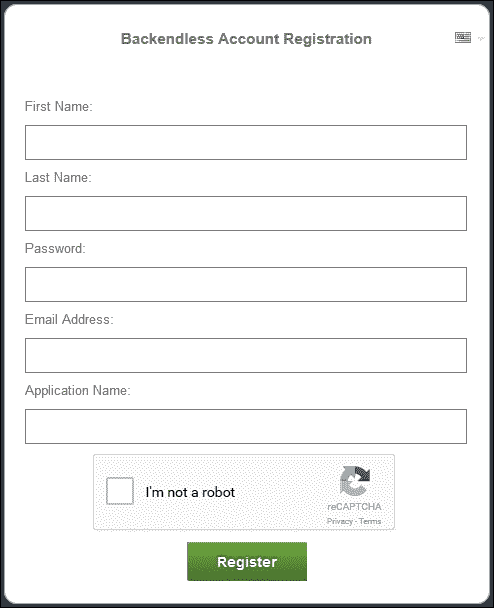 Backendless Account Registration
First Name:
Last Name:
Password:
Email Address:
Application Name:
I'm not a robot
reCAPTCHA
Privacy - Terms
Register